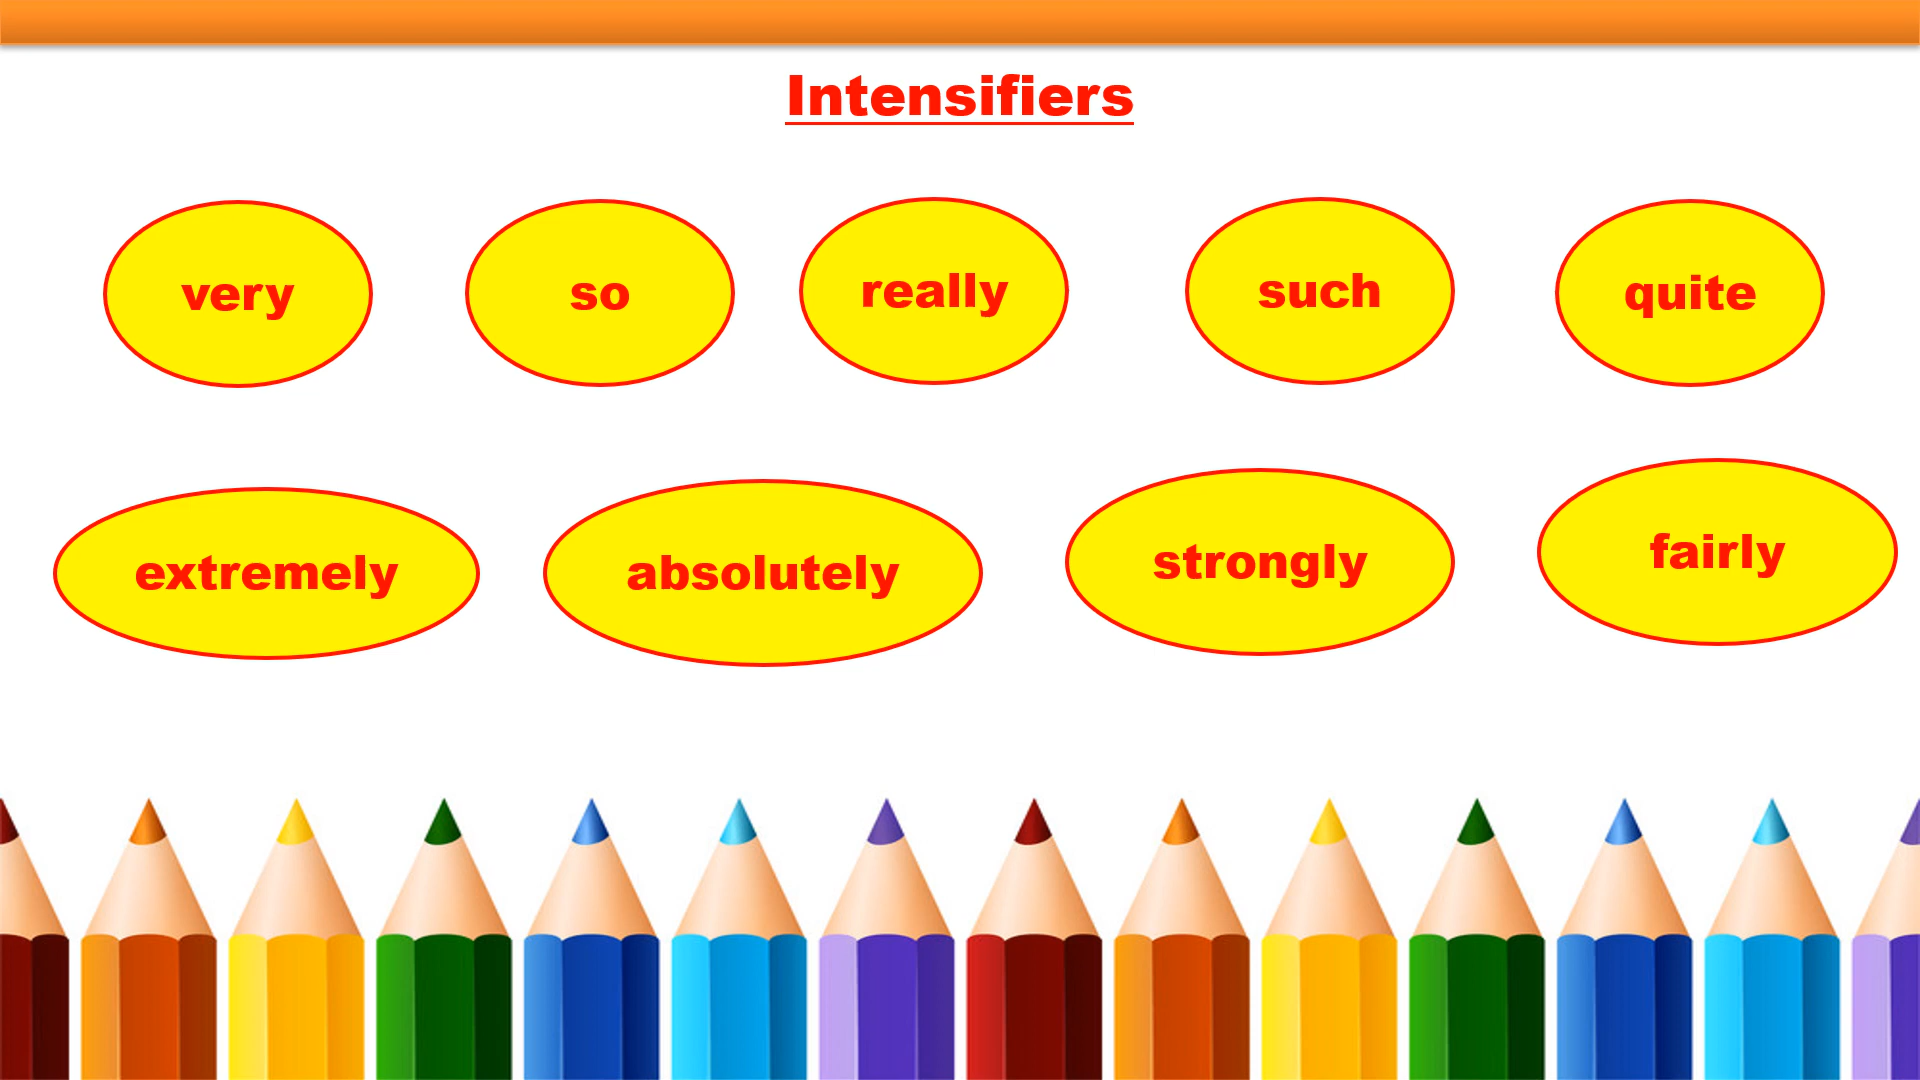 Intensifiers
very
so
really
such
quite
extremely
absolutely
strongly
fairly